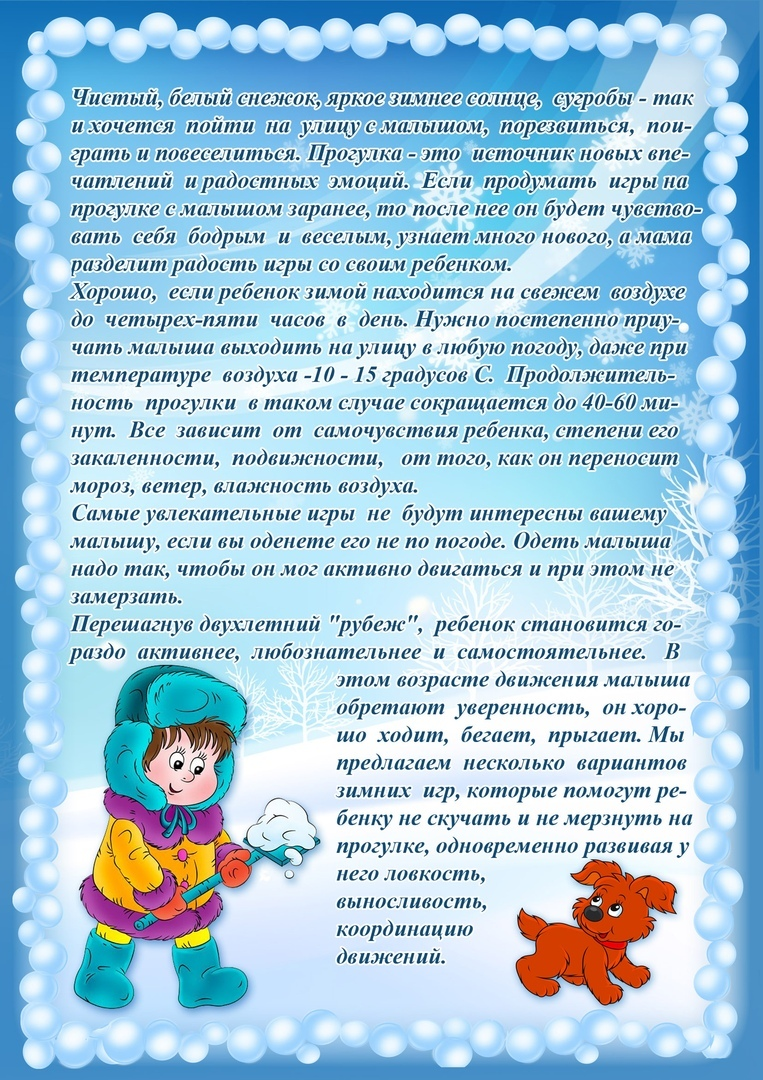 Чистый, белый снежок, яркое зимнее солнце, сугробы - так
и хочется пойти на улицу с малышом, порезвиться, пои-
грать и повеселиться. Прогулка - это источник новых впе-
чатлений и радостных эмоций. Если продумать игры на
прогулке с малышом заранее, то после нее он будет чувство-
вать себя бодрым и веселым, узнает много нового, а мама
разделит радость игры со своим ребенком.
Хорошо, если ребенок зимой находится на свежем воздухе
до четырех-пяти часов в день. Нужно постепенно приу-
чать малыша выходить на улицу в любую погоду, даже при
температуре воздуха -10 - 15 градусов С. Продолжитель-
ность прогулки в таком случае сокращается до 40-60 ми-
нут. Все зависит от самочувствия ребенка, степени его
закаленности, подвижности, от того, как он переносит
мороз, ветер, влажность воздуха.
Самые увлекательные игры не будут интересны вашему
малышу, если вы оденете его не по погоде. Одеть малыша
надо так, чтобы он мог активно двигаться и при этом не
замерзать.
Перешагнув двухлетний "рубеж", ребенок становится го-
раздо активнее, любознательнее и самостоятельнее. В
этом возрасте движения малыша
обретают уверенность, он хоро-
шо ходит, бегает, прыгает. Мы
предлагаем несколько вариантов
зимних игр, которые помогут ре-
бенку не скучать и не мерзнуть на
прогулке, одновременно развивая у
него ловкость,
выносливость,
координацию
движений.